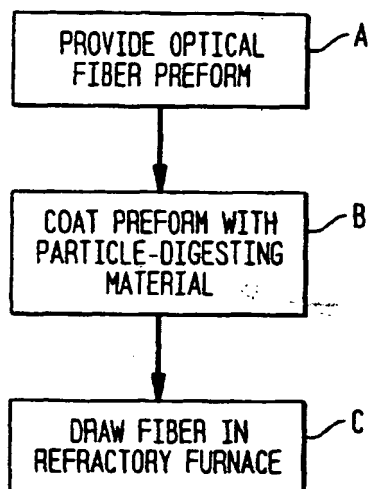 PROVIDE OPTICAL
FIBER PREFORM
A
COAT PREFORM WITH
PARTICLE-DIGESTING
MATERIAL
B
DRAW FIBER IN
REFRACTORY FURNACE
C